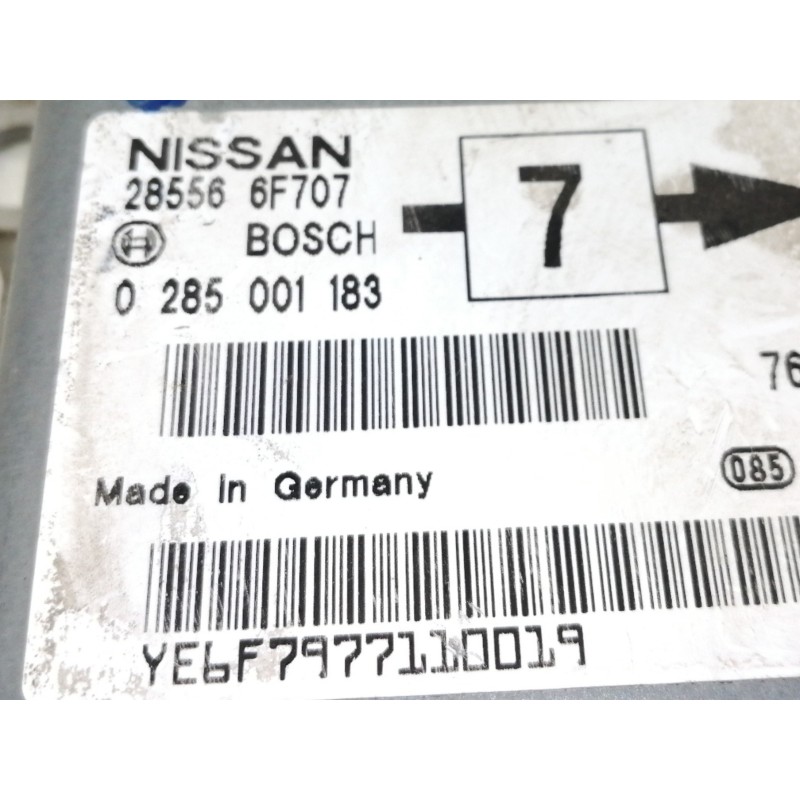 NISSAN
28556 6F707
7
BOSCH
0 285 001 183
76
Made in Germany
085
YE6F7977110019